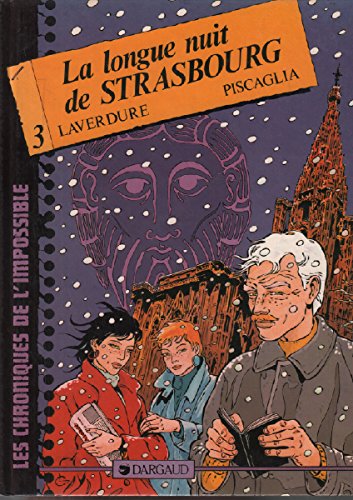 La longue nuit
de STRASBOURG
3 LAVERDURE
PISCAGLIA
LES CHRONIQUES DE L'IMPOSSIBLE
DARGAUD